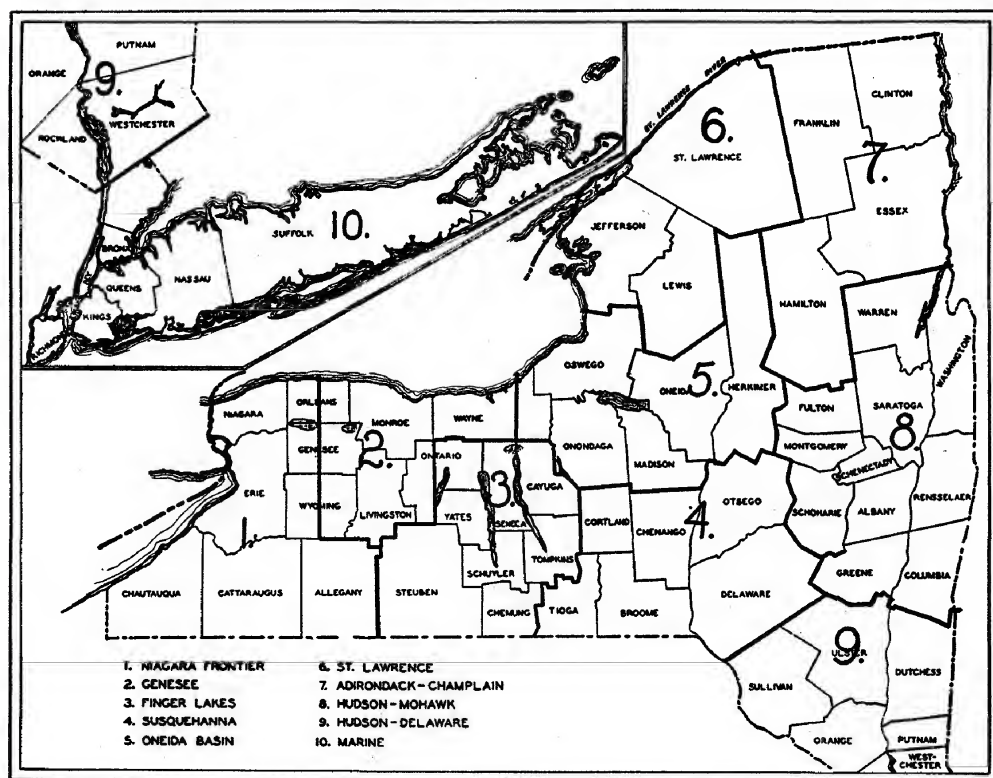 PUTNAM
ORANGE
9.
WESTCHESTER
ROCKLAND
BRONX
QUEENS
NASSAU
KINGS
RICHMOND
SUFFOLK
10.
ST. LAWRENCE RIVER
6.
ST. LAWRENCE
FRANKLIN
CLINTON
7.
ESSEX
JEFFERSON
LEWIS
HAMILTON
WARREN
WASHINGTON
OSWEGO
ONEIDA
5.
HERKIMER
FULTON
SARATOGA
8.
MONTGOMERY
SCHENECTADY
NIAGARA
ORLEANS
MONROE
WAYNE
GENESEE
2.
ONTARIO
3.
ONONDAGA
MADISON
CAYUGA
ERIE
WYOMING
LIVINGSTON
YATES
SENECA
CORTLAND
CHENANGO
4.
OTSEGO
SCHOHARIE
ALBANY
RENSSELAER
1
SCHUYLER
TOMPKINS
GREENE
COLUMBIA
CHAUTAUQUA
CATTARAUGUS
ALLEGANY
STEUBEN
CHEMUNG
TIOGA
BROOME
DELAWARE
9.
ULSTER
SULLIVAN
DUTCHESS
ORANGE
PUTNAM
WEST-
CHESTER
1. NIAGARA FRONTIER
2. GENESEE
3. FINGER LAKES
4. SUSQUEHANNA
5. ONEIDA BASIN
6. ST. LAWRENCE
7. ADIRONDACK-CHAMPLAIN
8. HUDSON-MOHAWK
9. HUDSON-DELAWARE
10. MARINE